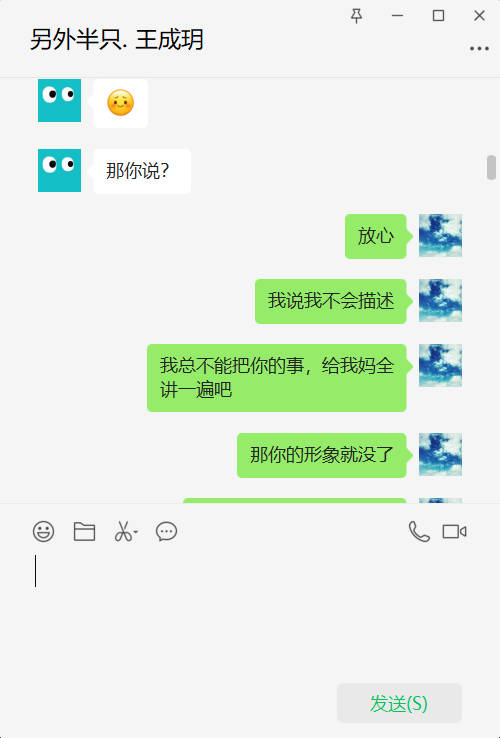 另外半只. 王成玥
那你说？
放心
我说我不会描述
我总不能把你的事，给我妈全
讲一遍吧
那你的形象就没了
发送(S)